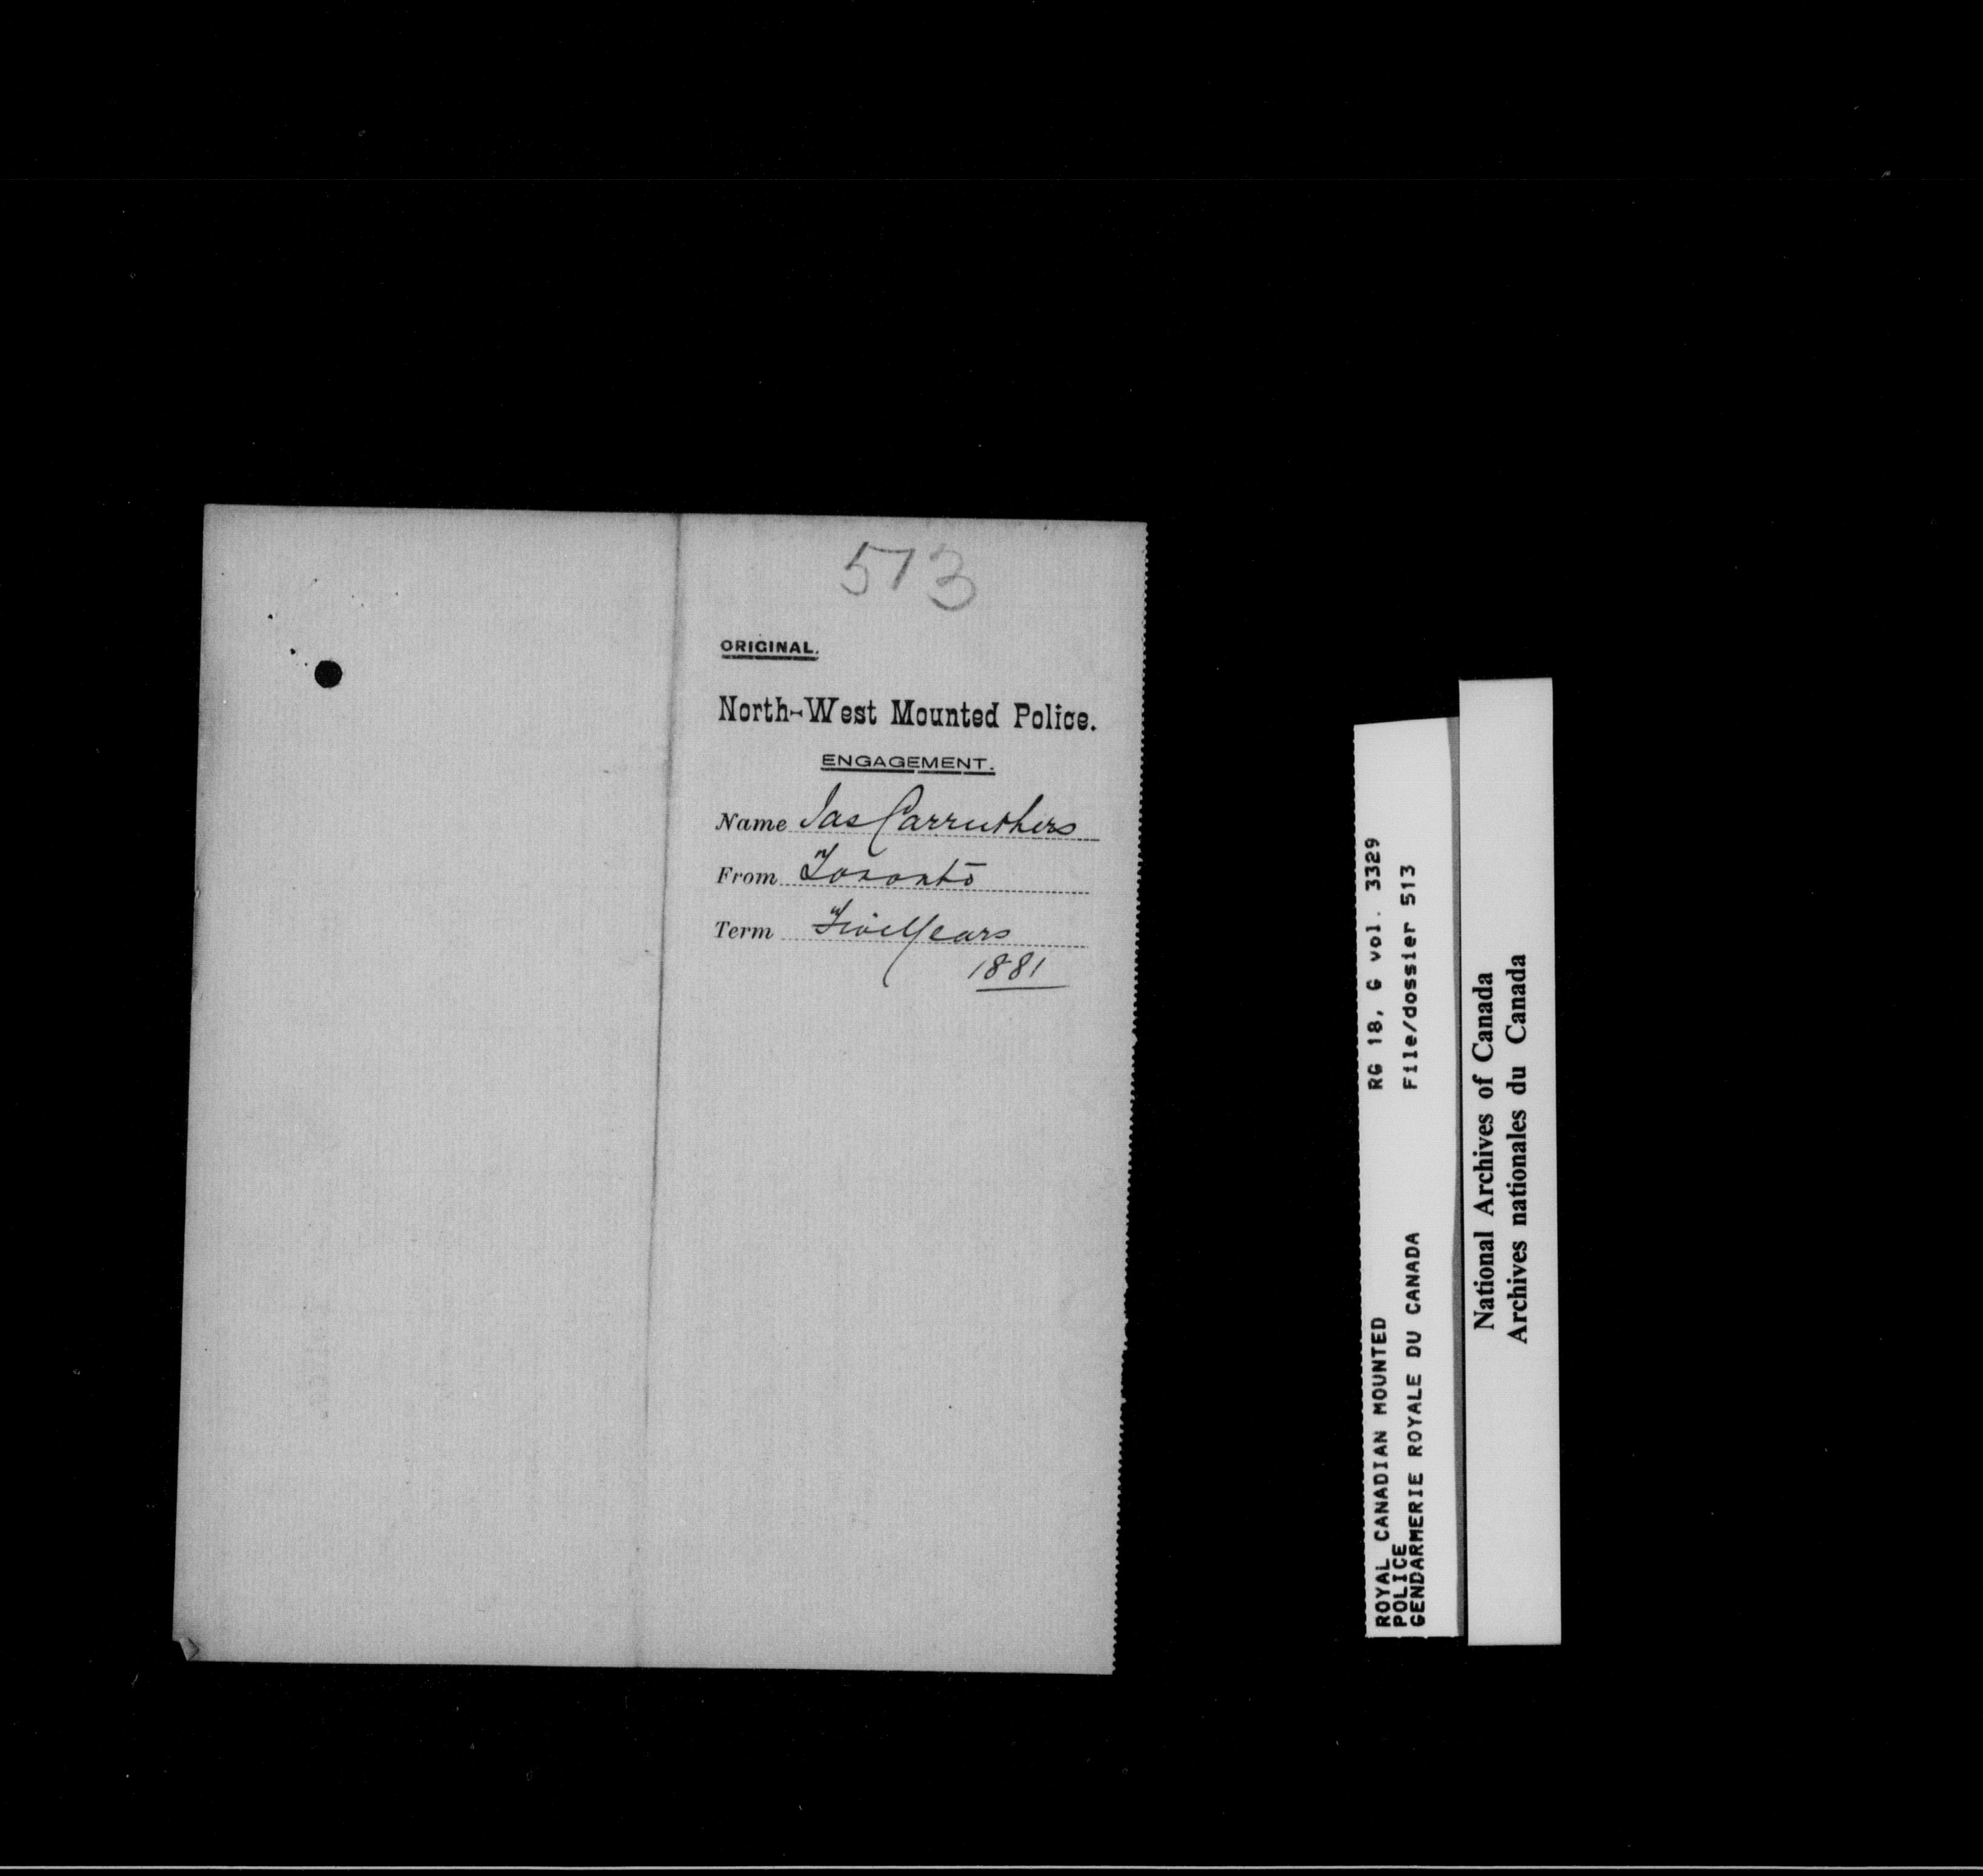 513
ORIGINAL.
North-West Mounted Police.
ENGAGEMENT.
Name Jas Carruthers
From Toronto
Term Five Years
1881
RG 18, G vol. 3329
File/dossier 513
ROYAL CANADIAN MOUNTED
POLICE
GENDARMERIE ROYALE DU CANADA
National Archives of Canada
Archives nationales du Canada